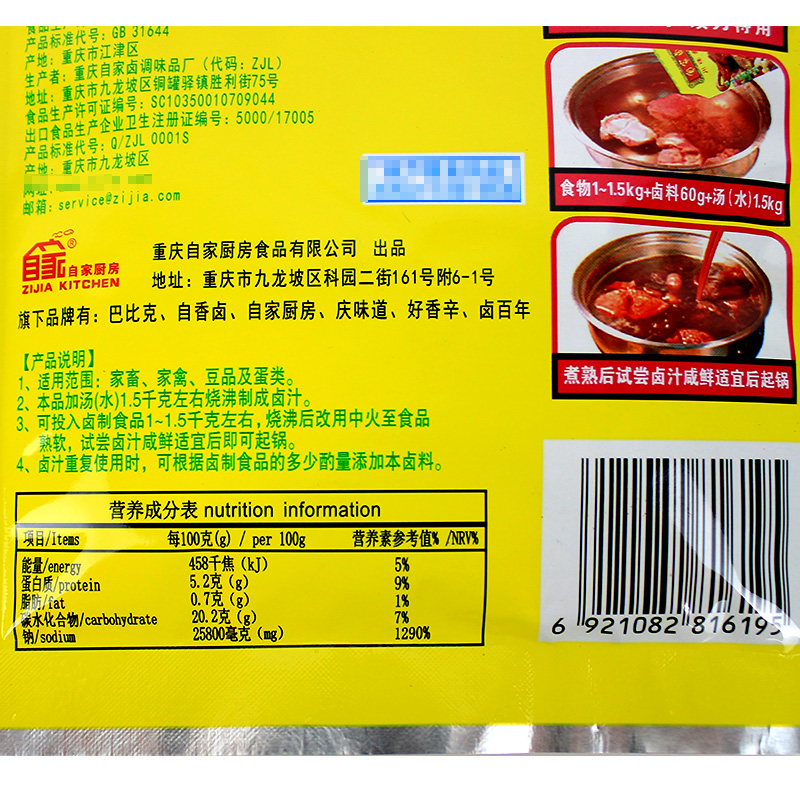 产品标准代号：GB 31644
产地：重庆市江津区
生产者：重庆自家卤调味品厂（代码：ZJL）
地址：重庆市九龙坡区铜罐驿镇胜利街75号
食品生产许可证编号：SC10350010709044
出口食品生产企业卫生注册证编号：5000/17005
产品标准代号：Q/ZJL 0001S
产地：重庆市九龙坡区
网址：
邮箱：service@zijia.com
自家 ® 自家厨房
ZIJIA KITCHEN
重庆自家厨房食品有限公司 出品
地址：重庆市九龙坡区科园二街161号附6-1号
旗下品牌有：巴比克、自香卤、自家厨房、庆味道、好香辛、卤百年
【产品说明】
1、适用范围：家畜、家禽、豆品及蛋类。
2、本品加汤(水)1.5千克左右烧沸制成卤汁。
3、可投入卤制食品1~1.5千克左右,烧沸后改用中火至食品
熟软，试尝卤汁咸鲜适宜后即可起锅。
4、卤汁重复使用时，可根据卤制食品的多少酌量添加本卤料。
营养成分表 nutrition information
项目/Items 每100克(g) / per 100g 营养素参考值% /NRV%
能量/energy 458千焦 (kJ) 5%
蛋白质/protein 5.2克 (g) 9%
脂肪/fat 0.7克 (g) 1%
碳水化合物/carbohydrate 20.2克 (g) 7%
钠/sodium 25800毫克 (mg) 1290%
食物1~1.5kg+卤料60g+汤(水)1.5kg
煮熟后试尝卤汁咸鲜适宜后起锅
6 921082 816195